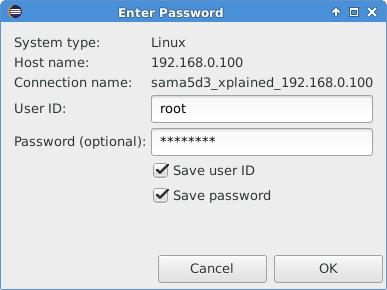 Enter Password
System type: Linux
Host name: 192.168.0.100
Connection name: sama5d3_xplained_192.168.0.100
User ID: root
Password (optional): ********
Save user ID
Save password
Cancel OK